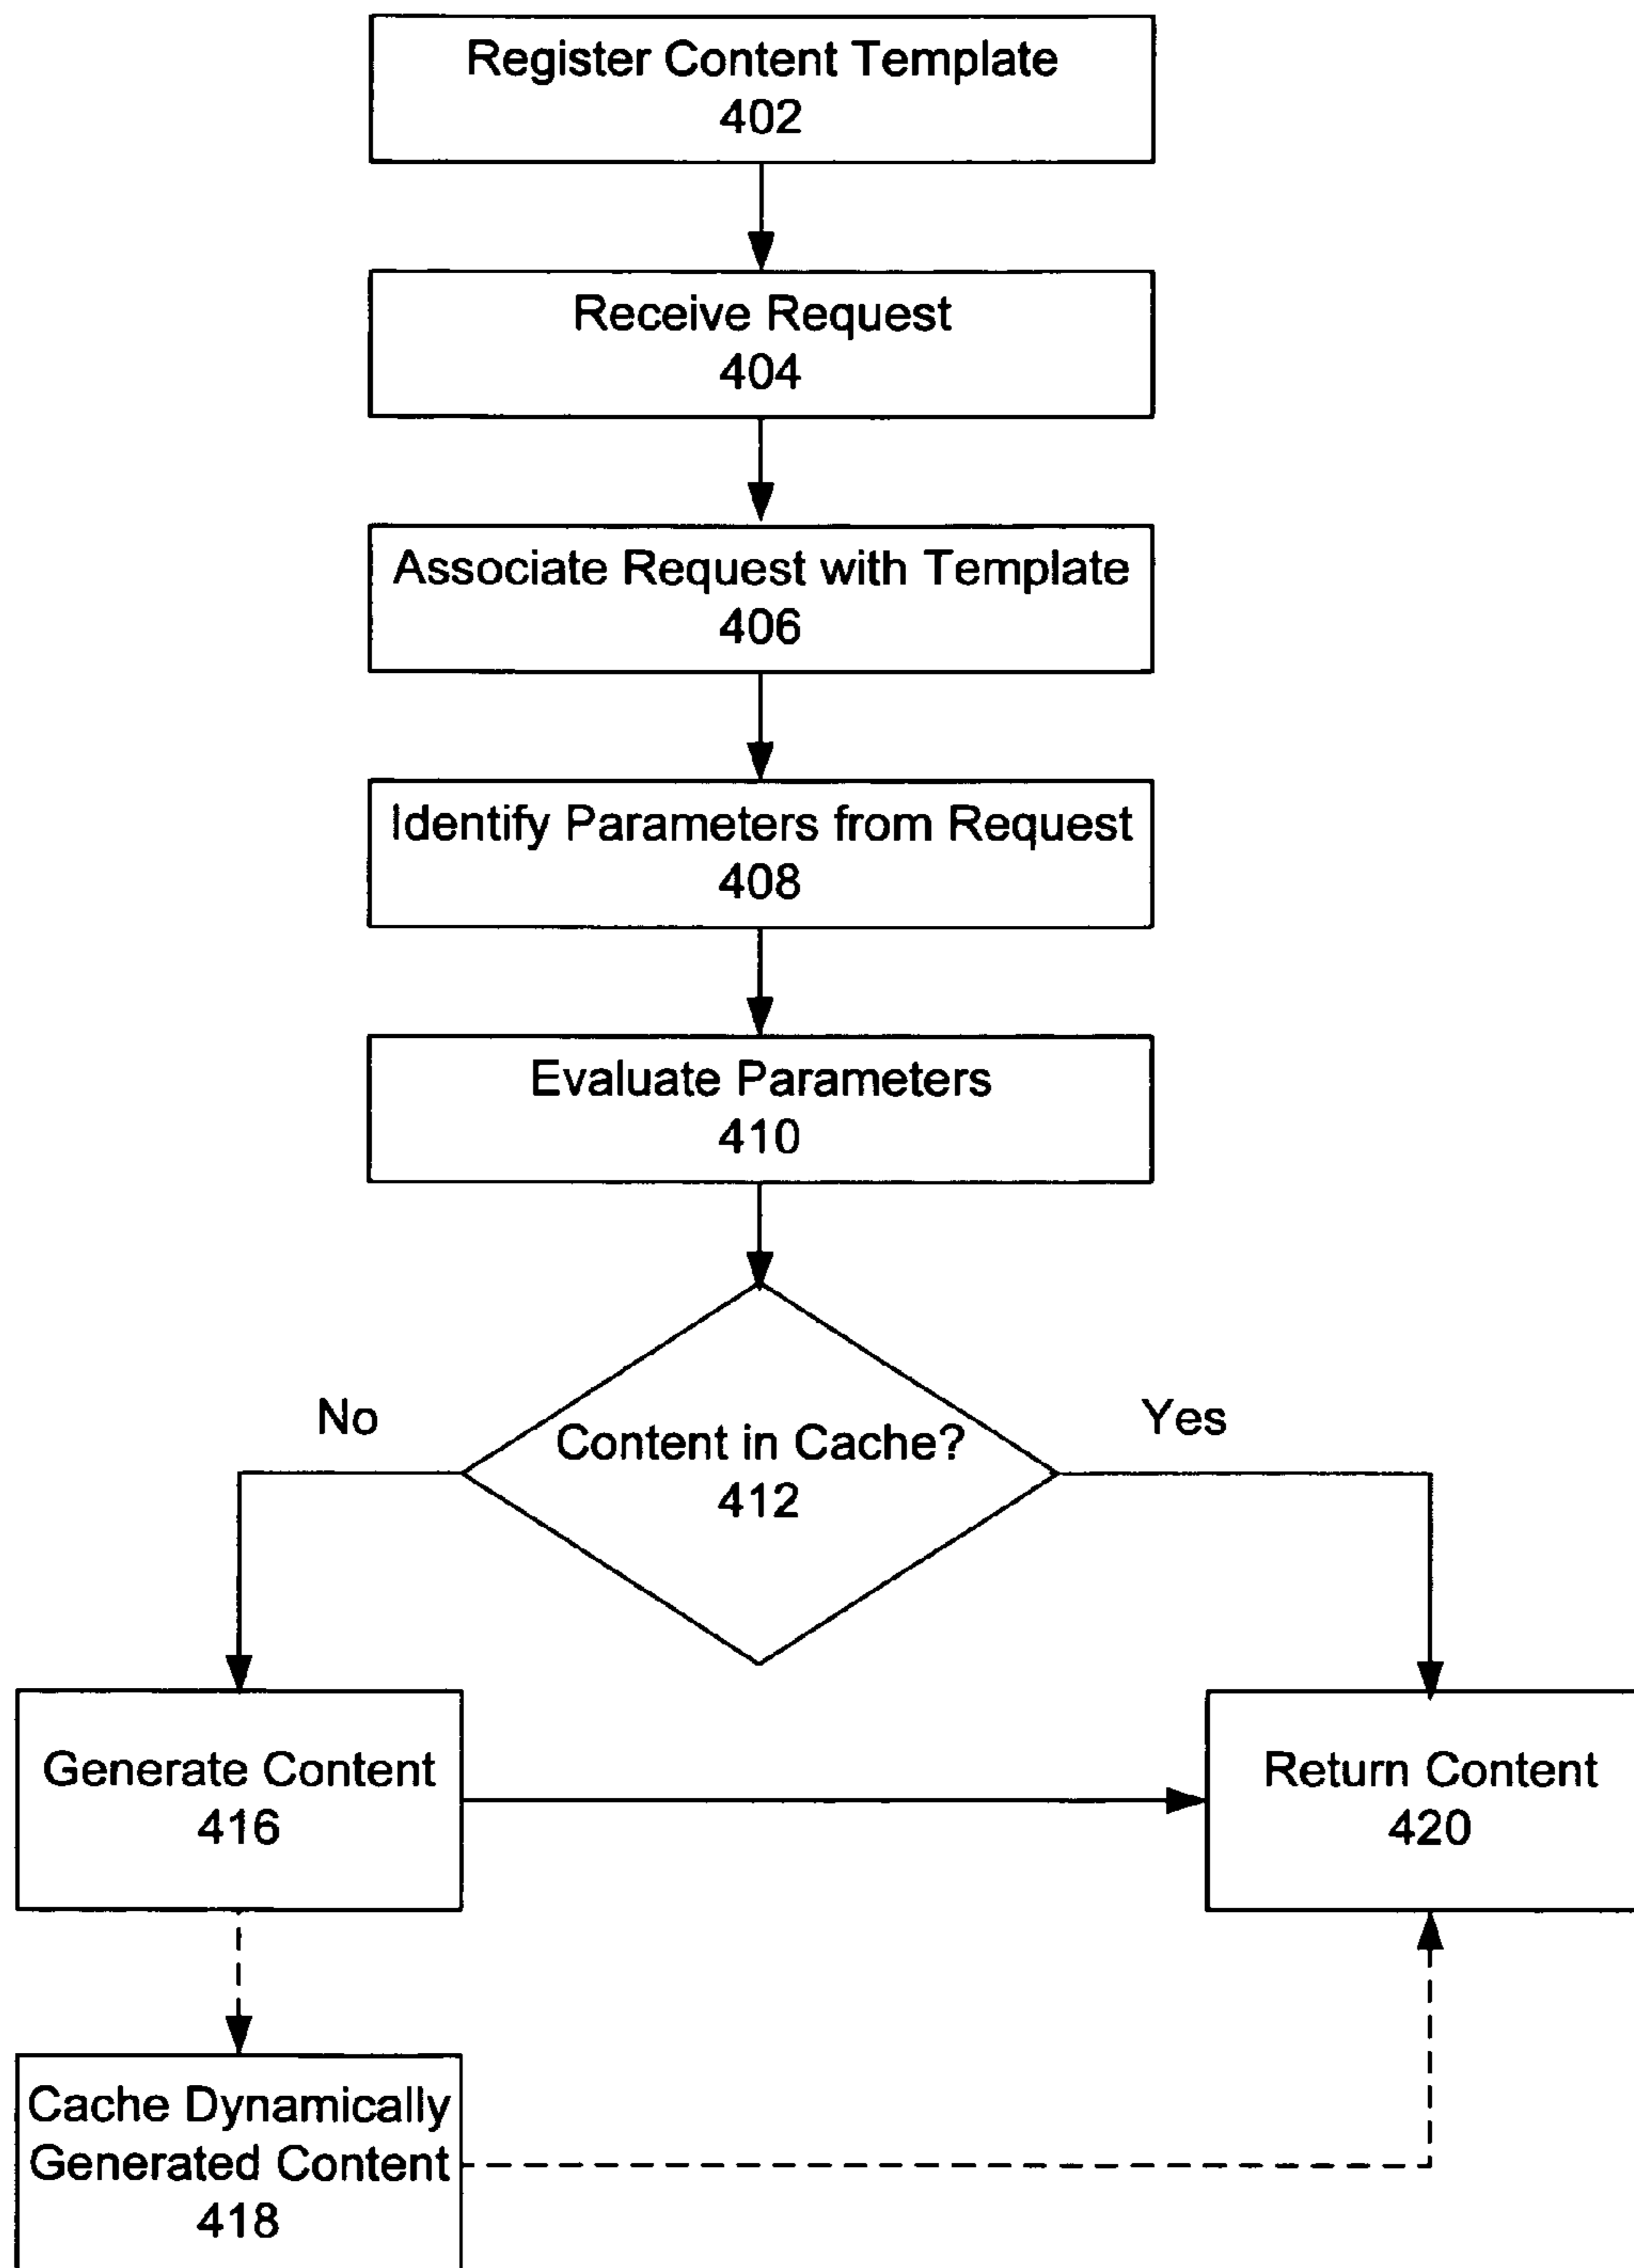 Register Content Template
402
Receive Request
404
Associate Request with Template
406
Identify Parameters from Request
408
Evaluate Parameters
410
No
Yes
Content in Cache?
412
Generate Content
416
Return Content
420
Cache Dynamically
Generated Content
418